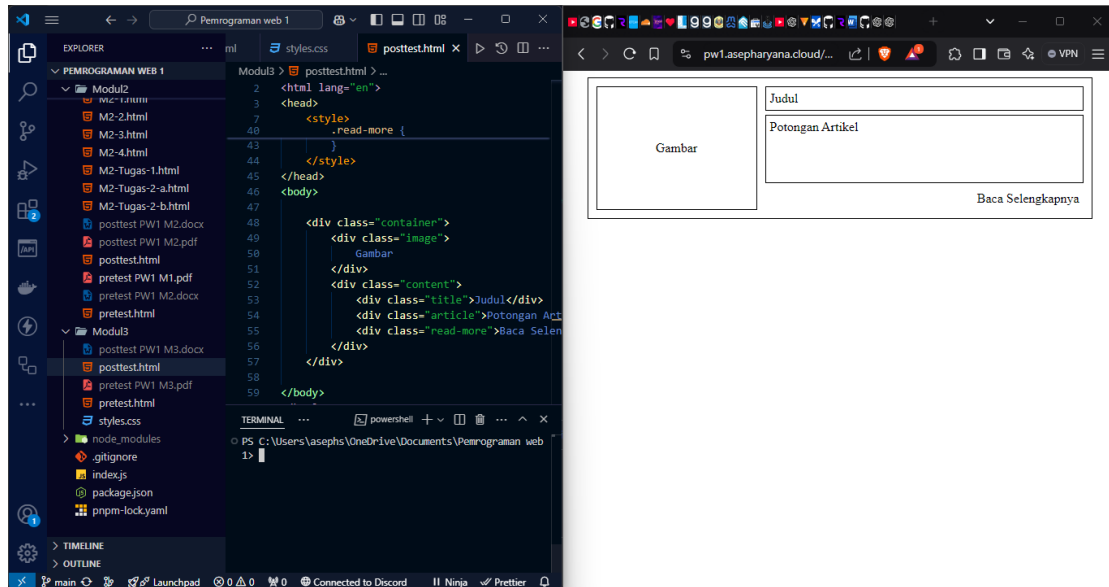 Pemrograman web 1
EXPLORER
ml
styles.css
posttest.html
PEMROGRAMAN WEB 1
Modul2
M2-1.html
M2-2.html
M2-3.html
M2-4.html
M2-Tugas-1.html
M2-Tugas-2-a.html
M2-Tugas-2-b.html
posttest PW1 M2.docx
posttest PW1 M2.pdf
posttest.html
pretest PW1 M1.pdf
pretest PW1 M2.docx
pretest.html
Modul3
posttest PW1 M3.docx
posttest.html
pretest PW1 M3.pdf
pretest.html
styles.css
node_modules
.gitignore
index.js
package.json
pnpm-lock.yaml
TIMELINE
OUTLINE
Modul3 > posttest.html > ...
2 <html lang="en">
3 <head>
7 <style>
40 .read-more {
43 }
44 </style>
45 </head>
46 <body>
47
48 <div class="container">
49 <div class="image">
50 Gambar
51 </div>
52 <div class="content">
53 <div class="title">Judul</div>
54 <div class="article">Potongan Art
55 <div class="read-more">Baca Selen
56 </div>
57 </div>
58
59 </body>
TERMINAL
powershell
PS C:\Users\asephs\OneDrive\Documents\Pemrograman web
1>
2
/API
1
main
Launchpad
0
0
0
Connected to Discord
Ninja
Prettier
pw1.asepharyana.cloud/...
VPN
Gambar
Judul
Potongan Artikel
Baca Selengkapnya